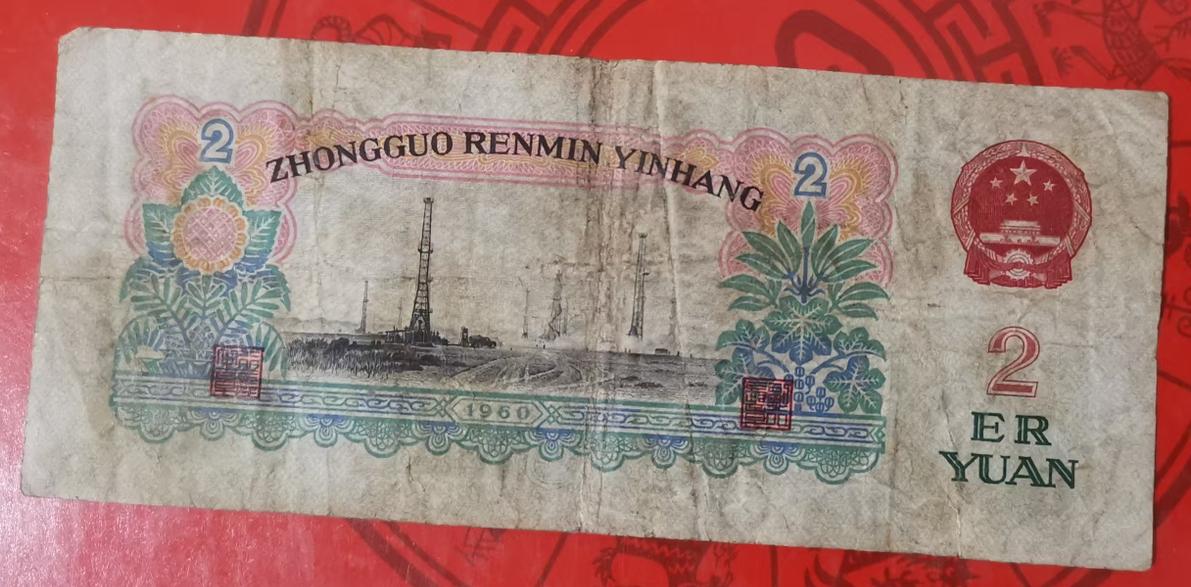 2
ZHONGGUO RENMIN YINHANG
2
1960
2
ER
YUAN